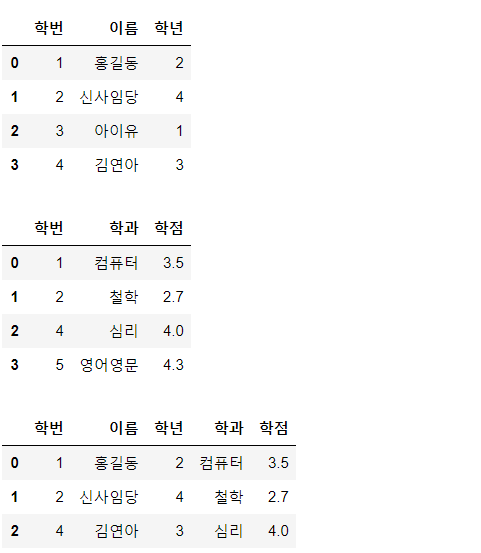 학번 이름 학년
0 1 홍길동 2
1 2 신사임당 4
2 3 아이유 1
3 4 김연아 3
학번 학과 학점
0 1 컴퓨터 3.5
1 2 철학 2.7
2 4 심리 4.0
3 5 영어영문 4.3
학번 이름 학년 학과 학점
0 1 홍길동 2 컴퓨터 3.5
1 2 신사임당 4 철학 2.7
2 4 김연아 3 심리 4.0